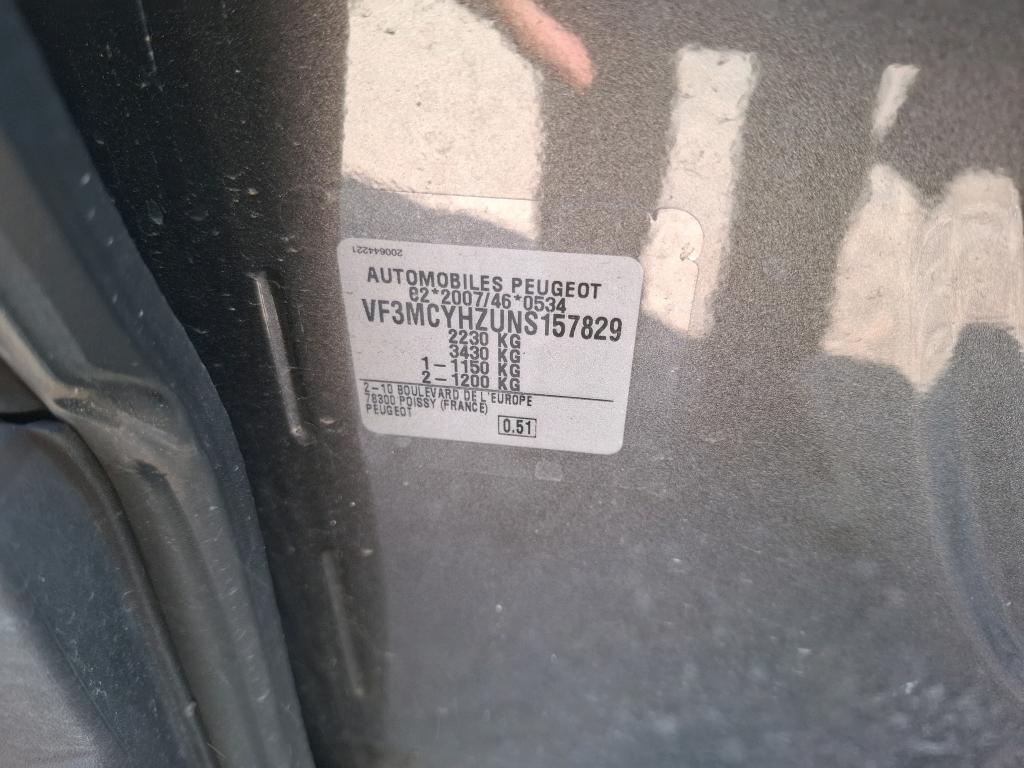 200644221
AUTOMOBILES PEUGEOT
82*2007/46*0534
VF3MCYHZUNS157829
2230 KG
3430 KG
1-1150 KG
2-1200 KG
2-10 BOULEVARD DE L'EUROPE
78300 POISSY (FRANCE)
PEUGEOT
0.51